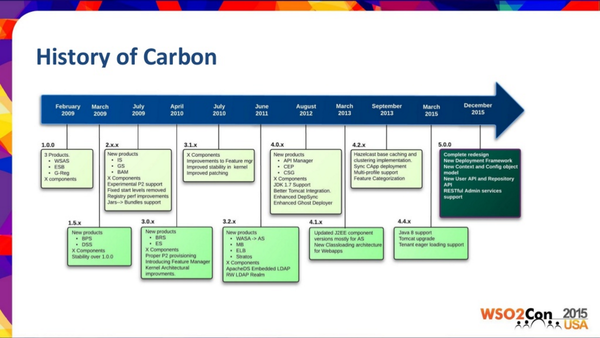 History of Carbon
February
2009
March
2009
July
2009
April
2010
July
2010
June
2011
August
2012
March
2013
September
2013
March
2015
December
2015
1.0.0
3 Products.
• WSAS
• ESB
• G-Reg
X components
2.x.x
New products
• IS
• GS
• BAM
X Components
Experimental P2 support
Fixed start levels removed
Registry perf improvements
Jars--> Bundles support
3.1.x
X Components
Improvements to Feature mgr
Improved stability in kernel
Improved patching
4.0.x
New products
• API Manager
• CEP
• CSG
X Components
JDK 1.7 Support
Better Tomcat Integration.
Enhanced DepSync
Enhanced Ghost Deployer
4.2.x
Hazelcast base caching and
clustering implementation.
Sync CApp deployment
Multi-profile support
Feature Categorization
5.0.0
Complete redesign
New Deployment Framework
New Context and Config object
model
New User API and Repository
API
RESTful Admin services
support
1.5.x
New products
• BPS
• DSS
X Components
Stability over 1.0.0
3.0.x
New products
• BRS
• ES
X Components
Proper P2 provisioning
Introducing Feature Manager
Kernel Architectural
improvments.
3.2.x
New products
• WASA -> AS
• MB
• ELB
• Stratos
X Components
ApacheDS Embedded LDAP
RW LDAP Realm
4.1.x
Updated J2EE component
versions mostly for AS
New Classloading architecture
for Webapps
4.4.x
Java 8 support
Tomcat upgrade
Tenant eager loading support
WSO2Con 2015
USA